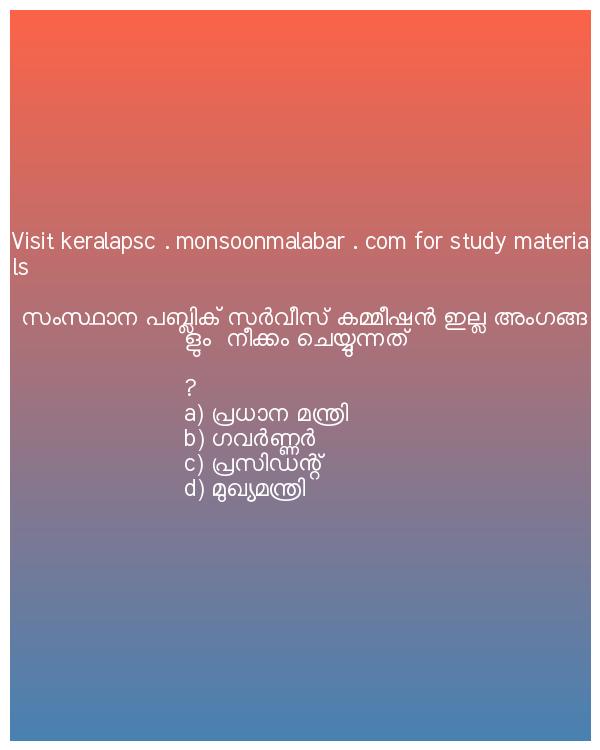 Visit keralapsc . monsoonmalabar . com for study materia
ls
സംസ്ഥാന പബ്ലിക് സർവീസ് കമ്മീഷൻ ഇല്ല അംഗങ്ങ
ളും നീക്കം ചെയ്യുന്നത്
?
a) പ്രധാന മന്ത്രി
b) ഗവർണ്ണർ
c) പ്രസിഡന്റ്
d) മുഖ്യമന്ത്രി